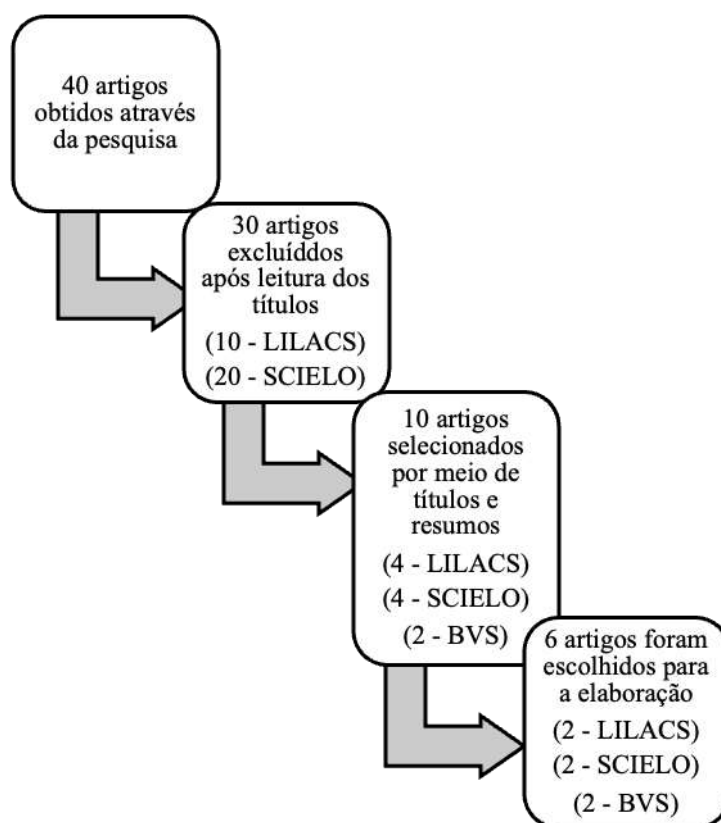 40 artigos
obtidos através
da pesquisa
30 artigos
excluíddos
após leitura dos
títulos
(10 - LILACS)
(20 - SCIELO)
10 artigos
selecionados
por meio de
títulos e
resumos
(4 - LILACS)
(4 - SCIELO)
(2 - BVS)
6 artigos foram
escolhidos para
a elaboração
(2 - LILACS)
(2 - SCIELO)
(2 - BVS)